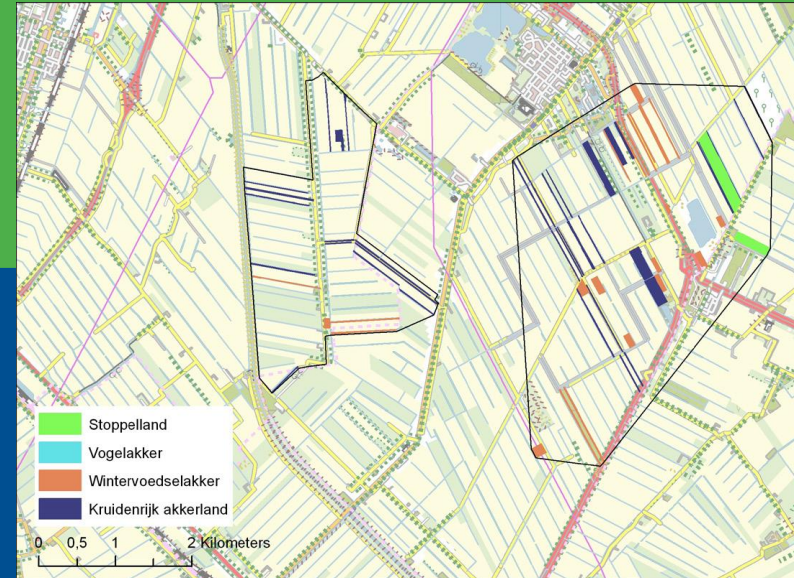 Stoppelland
Vogelakker
Wintervoedselakker
Kruidenrijk akkerland
0 0,5 1 2 Kilometers